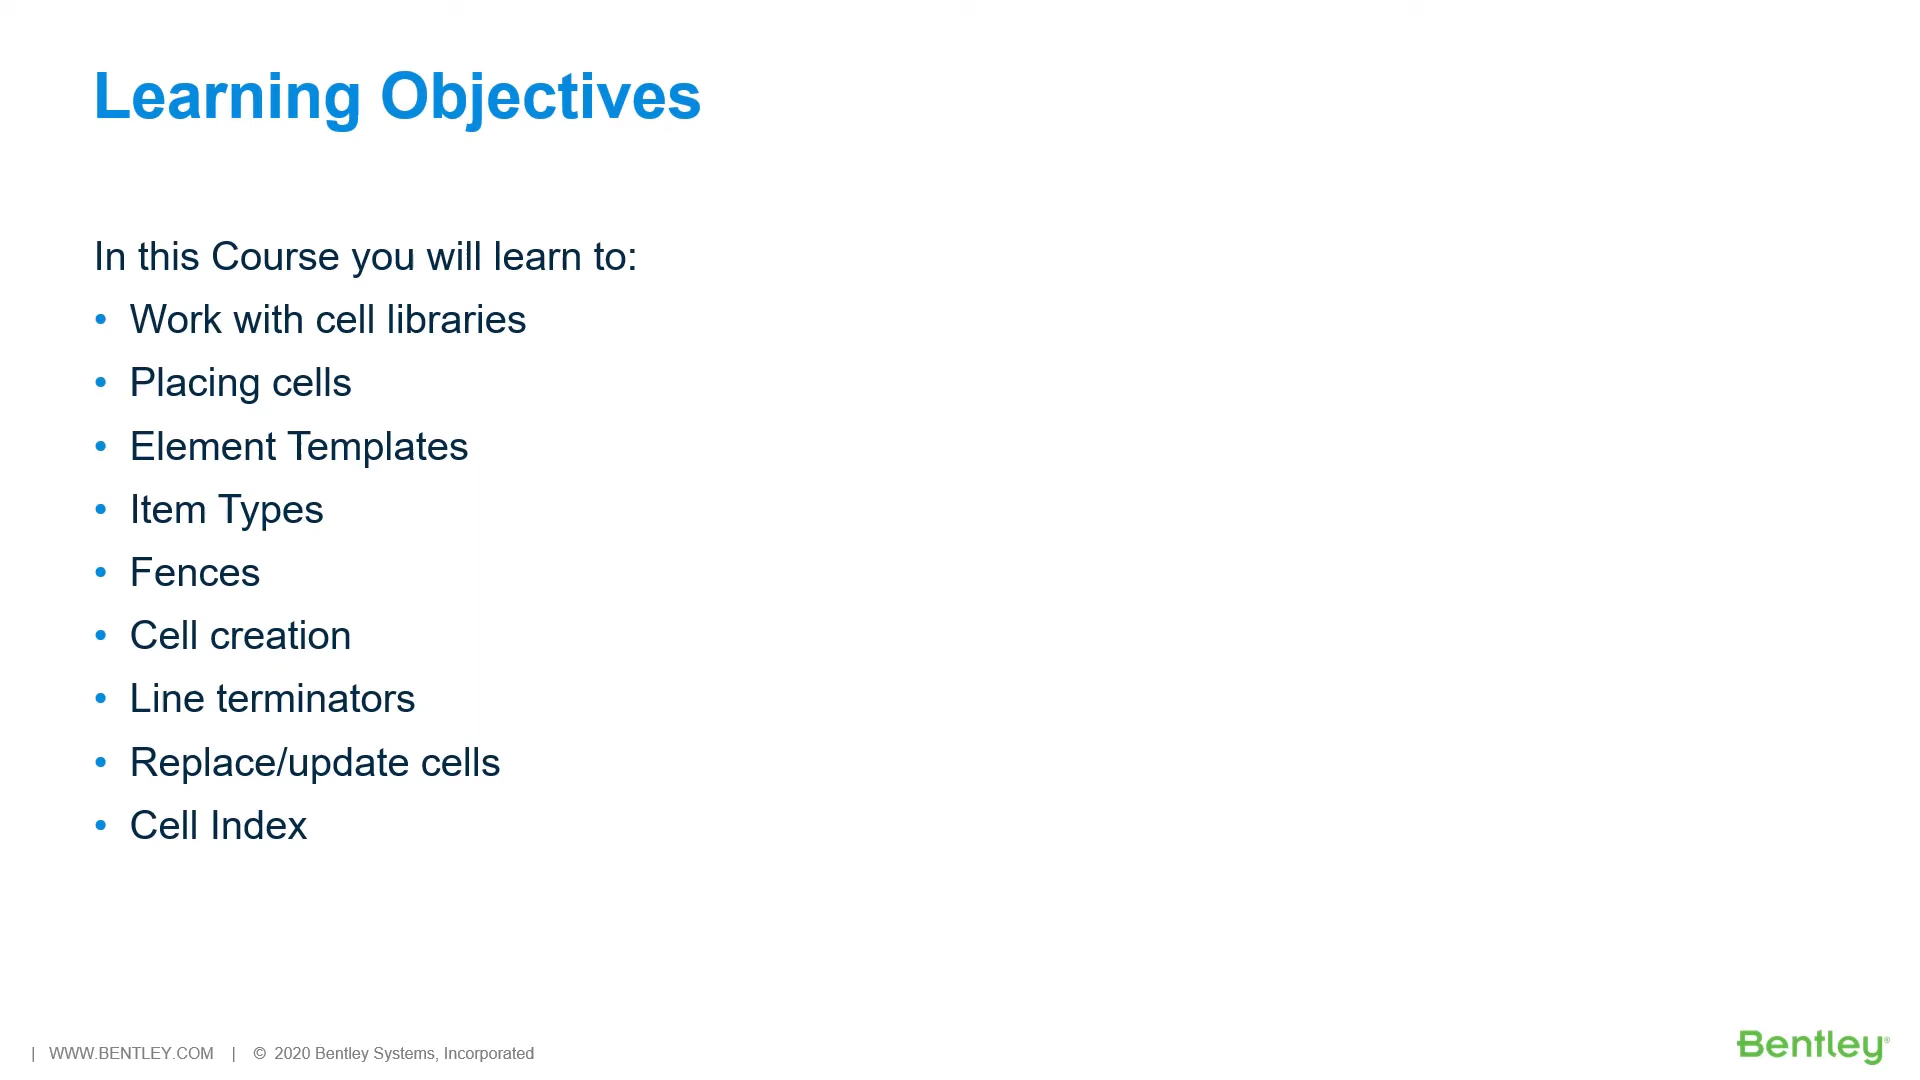 Learning Objectives
In this Course you will learn to:
• Work with cell libraries
• Placing cells
• Element Templates
• Item Types
• Fences
• Cell creation
• Line terminators
• Replace/update cells
• Cell Index
| WWW.BENTLEY.COM | © 2020 Bentley Systems, Incorporated
Bentley®